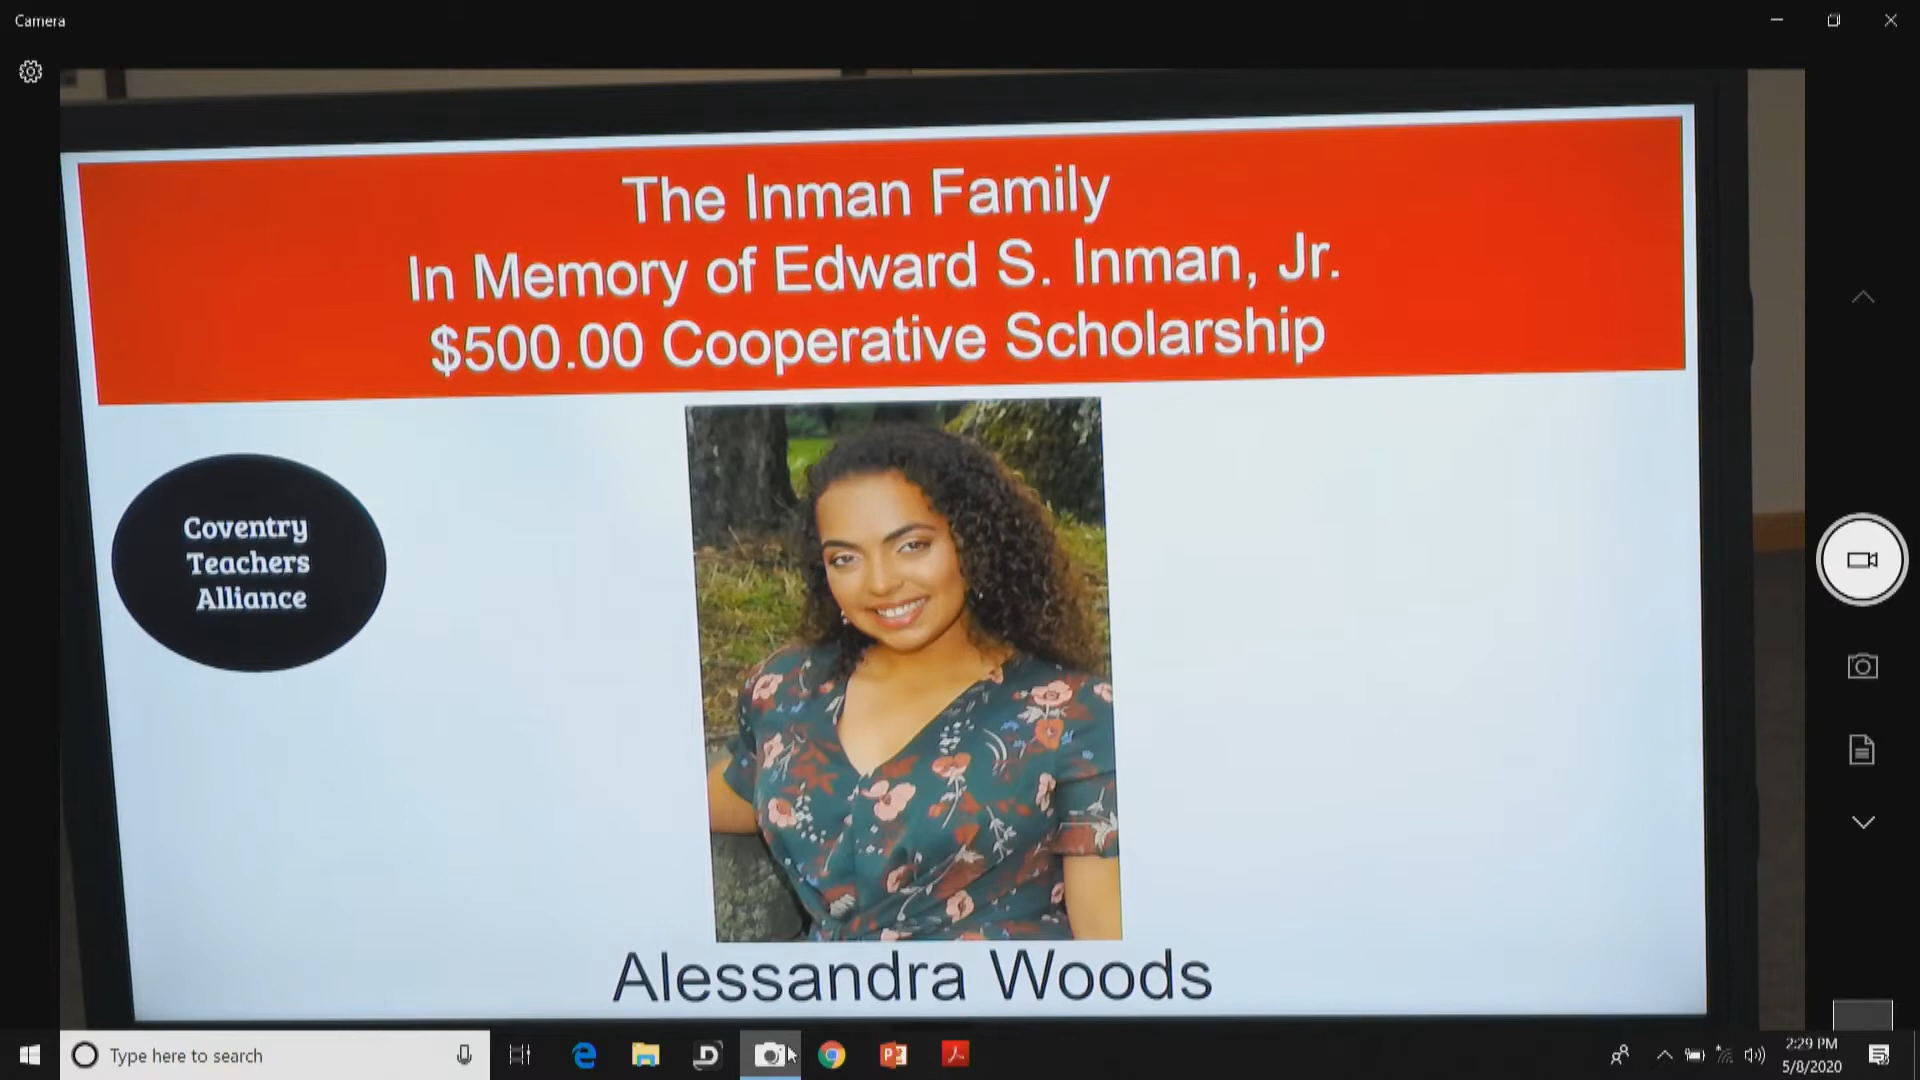 Camera
The Inman Family
In Memory of Edward S. Inman, Jr.
$500.00 Cooperative Scholarship
Coventry
Teachers
Alliance
Alessandra Woods
Type here to search
2:29 PM
5/8/2020